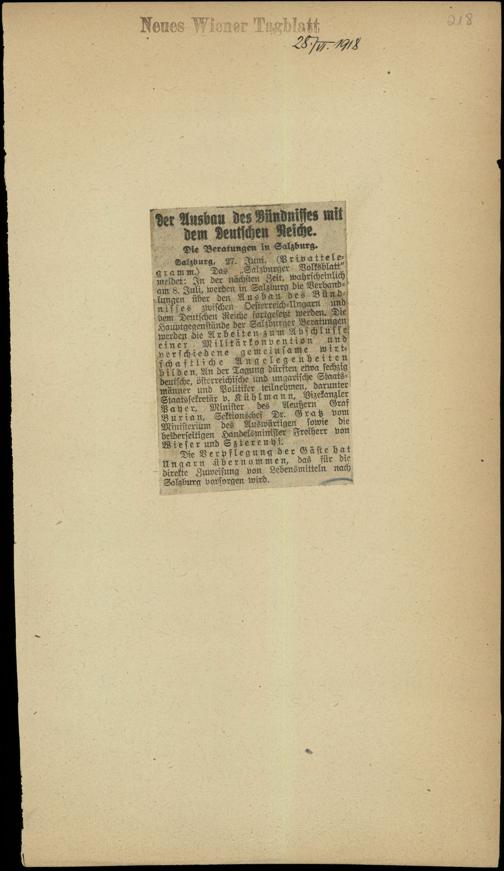 Neues Wiener Tagblatt
218
28./VI. 1918
Der Ausbau des Bündnisses mit
dem Deutschen Reiche.
Die Beratungen in Salzburg.
Salzburg, 27. Juni. (Privattele-
gramm.) Das „Salzburger Volksblatt"
meldet: In der nächsten Zeit, wahrscheinlich
am 8. Juli, werden in Salzburg die Verhand-
lungen über den Ausbau des Bünd-
nisses zwischen Oesterreich-Ungarn und
dem Deutschen Reiche fortgesetzt werden. Die
Hauptgegenstände der Salzburger Beratungen
werden die Arbeiten zum Abschlusse
einer Militärkonvention und
verschiedene gemeinsame wirt-
schaftliche Angelegenheiten
bilden. An der Tagung dürften etwa sechzig
deutsche, österreichische und ungarische Staats-
männer und Politiker teilnehmen, darunter
Staatssekretär v. Kühlmann, Vizekanzler
Payer, Minister des Aeußern Graf
Burian, Sektionschef Dr. Gratz vom
Ministerium des Auswärtigen sowie die
beiderseitigen Handelsminister Freiherr von
Wieser und Szterenyi.
Die Verpflegung der Gäste hat
Ungarn übernommen, das für die
direkte Zuweisung von Lebensmitteln nach
Salzburg vorsorgen wird.